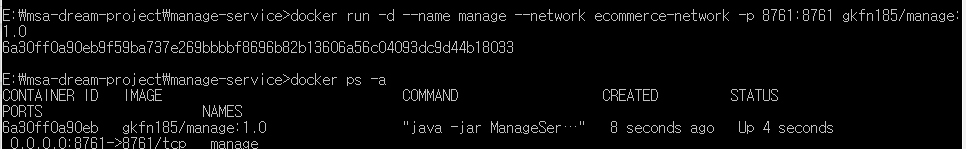 E:₩msa-dream-project₩manage-service>docker run -d --name manage --network ecommerce-network -p 8761:8761 gkfn185/manage:
1.0
6a30ff0a90eb9f59ba737e269bbbbf8696b82b13606a56c04093dc9d44b18033
E:₩msa-dream-project₩manage-service>docker ps -a
CONTAINER ID   IMAGE                          COMMAND                  CREATED         STATUS
PORTS                    NAMES
6a30ff0a90eb   gkfn185/manage:1.0             "java -jar ManageSer…"   8 seconds ago   Up 4 seconds
0.0.0.0:8761->8761/tcp   manage